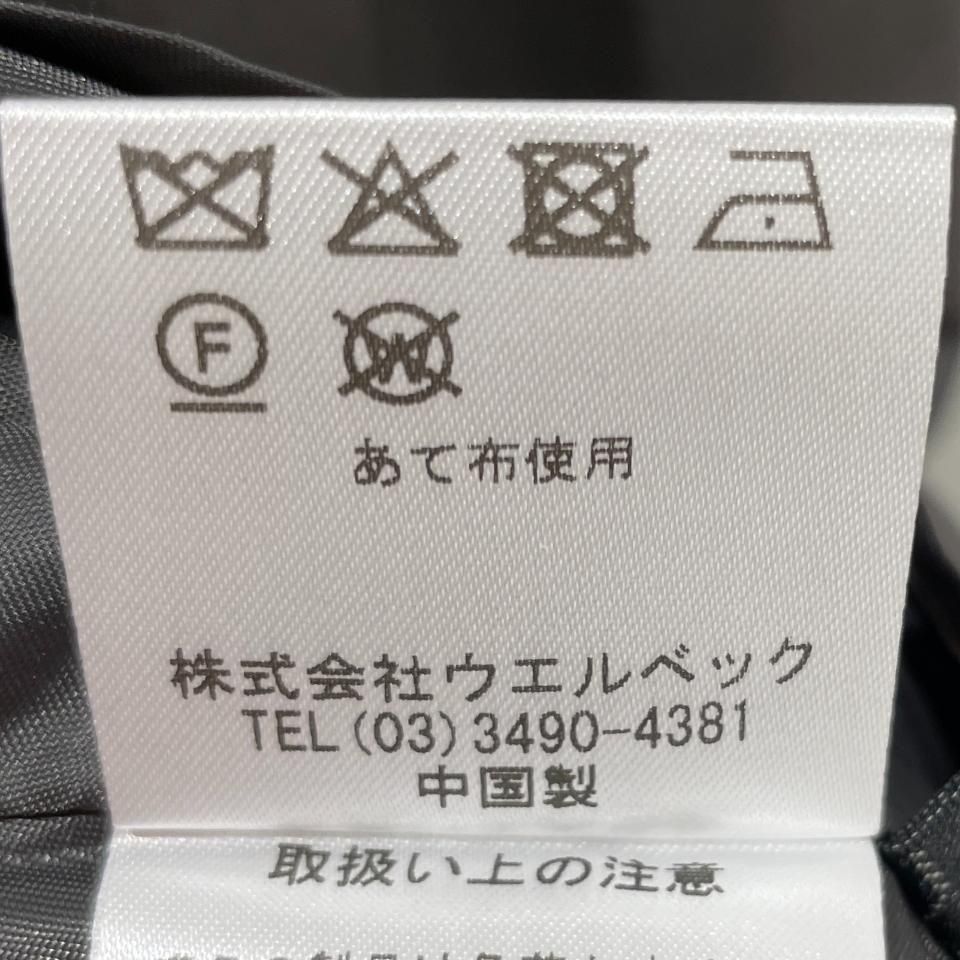 F
W
あて布使用
株式会社ウエルベック
TEL(03)3490-4381
中国製
取扱い上の注意